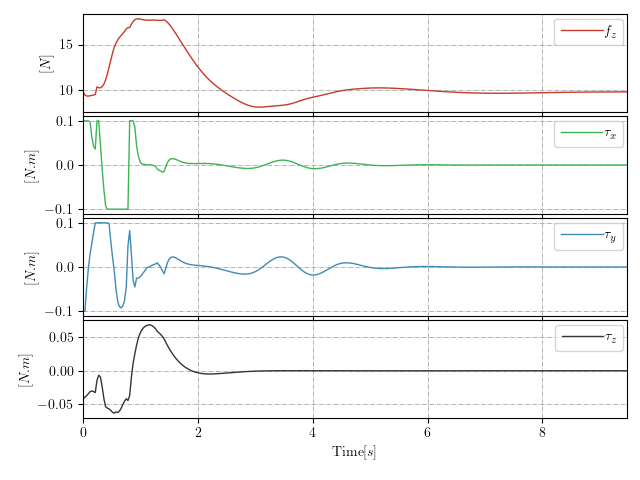 [N]
15
10
f_z
[N.m]
0.1
0.0
−0.1
τ_x
[N.m]
0.1
0.0
−0.1
τ_y
[N.m]
0.05
0.00
−0.05
τ_z
0 2 4 6 8
Time[s]